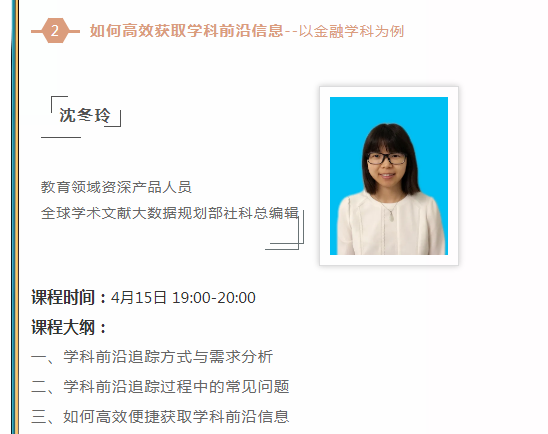 2 如何高效获取学科前沿信息--以金融学科为例
沈冬玲
教育领域资深产品人员
全球学术文献大数据规划部社科总编辑
课程时间：4月15日 19:00-20:00
课程大纲：
一、学科前沿追踪方式与需求分析
二、学科前沿追踪过程中的常见问题
三、如何高效便捷获取学科前沿信息